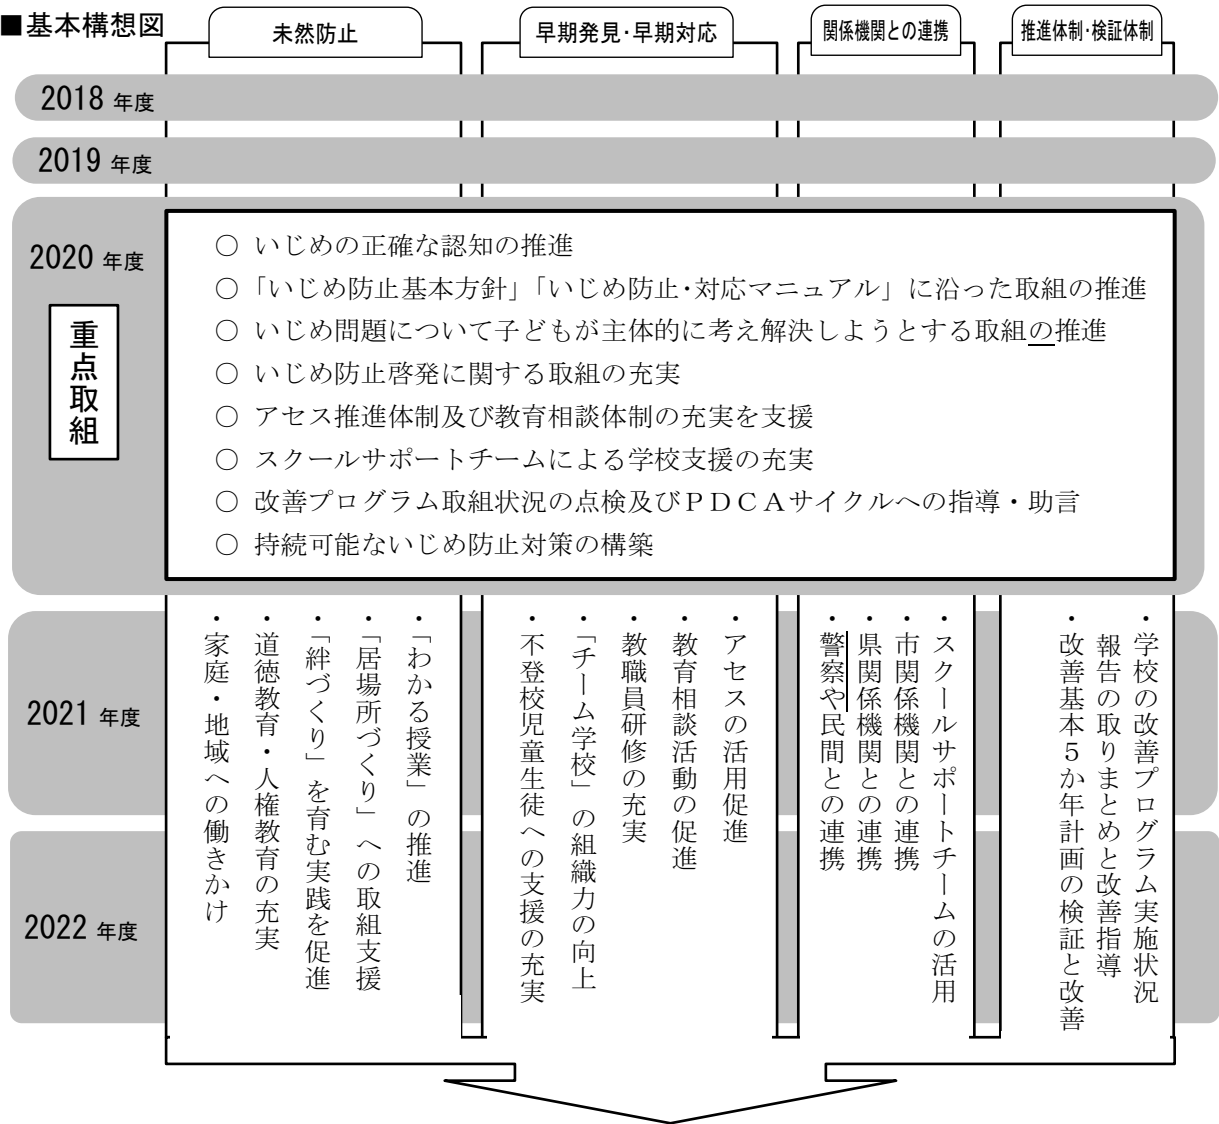 ■基本構想図
未然防止
早期発見・早期対応
関係機関との連携
推進体制・検証体制
2018 年度
2019 年度
2020 年度
重点取組
○ いじめの正確な認知の推進
○「いじめ防止基本方針」「いじめ防止・対応マニュアル」に沿った取組の推進
○ いじめ問題について子どもが主体的に考え解決しようとする取組の推進
○ いじめ防止啓発に関する取組の充実
○ アセス推進体制及び教育相談体制の充実を支援
○ スクールサポートチームによる学校支援の充実
○ 改善プログラム取組状況の点検及びPDCAサイクルへの指導・助言
○ 持続可能ないじめ防止対策の構築
2021 年度
2022 年度
・「わかる授業」の推進
・「居場所づくり」への取組支援
・「絆づくり」を育む実践を促進
・道徳教育・人権教育の充実
・家庭・地域への働きかけ
・アセスの活用促進
・教育相談活動の促進
・教職員研修の充実
・「チーム学校」の組織力の向上
・不登校児童生徒への支援の充実
・スクールサポートチームの活用
・市関係機関との連携
・県関係機関との連携
・警察や民間との連携
・学校の改善プログラム実施状況
報告の取りまとめと改善指導
・改善基本5か年計画の検証と改善